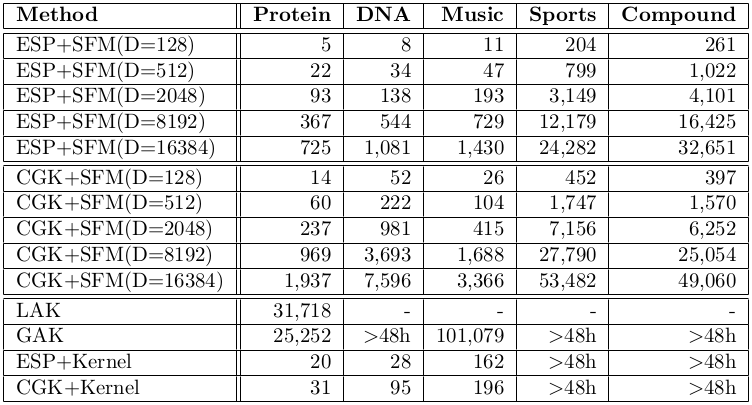 Method Protein DNA Music Sports Compound
ESP+SFM(D=128) 5 8 11 204 261
ESP+SFM(D=512) 22 34 47 799 1,022
ESP+SFM(D=2048) 93 138 193 3,149 4,101
ESP+SFM(D=8192) 367 544 729 12,179 16,425
ESP+SFM(D=16384) 725 1,081 1,430 24,282 32,651
CGK+SFM(D=128) 14 52 26 452 397
CGK+SFM(D=512) 60 222 104 1,747 1,570
CGK+SFM(D=2048) 237 981 415 7,156 6,252
CGK+SFM(D=8192) 969 3,693 1,688 27,790 25,054
CGK+SFM(D=16384) 1,937 7,596 3,366 53,482 49,060
LAK 31,718 - - - -
GAK 25,252 >48h 101,079 >48h >48h
ESP+Kernel 20 28 162 >48h >48h
CGK+Kernel 31 95 196 >48h >48h